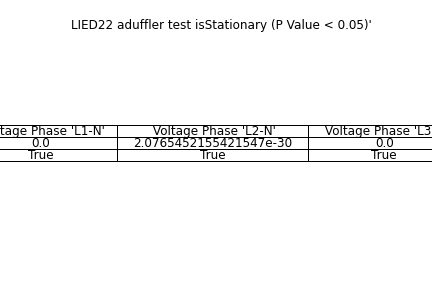 LIED22 aduffler test isStationary (P Value < 0.05)'
tage Phase 'L1-N' Voltage Phase 'L2-N' Voltage Phase 'L3
0.0 2.0765452155421547e-30 0.0
True True True